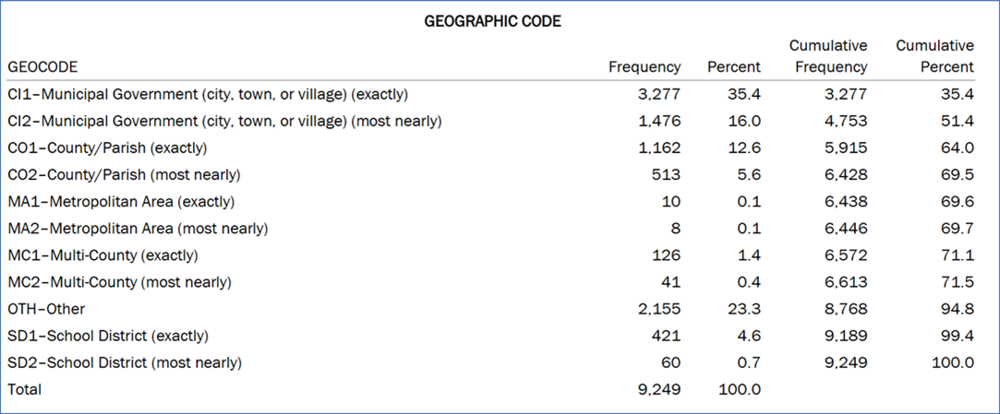 GEOGRAPHIC CODE
Cumulative Cumulative
GEOCODE Frequency Percent Frequency Percent
CI1–Municipal Government (city, town, or village) (exactly) 3,277 35.4 3,277 35.4
CI2–Municipal Government (city, town, or village) (most nearly) 1,476 16.0 4,753 51.4
CO1–County/Parish (exactly) 1,162 12.6 5,915 64.0
CO2–County/Parish (most nearly) 513 5.6 6,428 69.5
MA1–Metropolitan Area (exactly) 10 0.1 6,438 69.6
MA2–Metropolitan Area (most nearly) 8 0.1 6,446 69.7
MC1–Multi-County (exactly) 126 1.4 6,572 71.1
MC2–Multi-County (most nearly) 41 0.4 6,613 71.5
OTH–Other 2,155 23.3 8,768 94.8
SD1–School District (exactly) 421 4.6 9,189 99.4
SD2–School District (most nearly) 60 0.7 9,249 100.0
Total 9,249 100.0